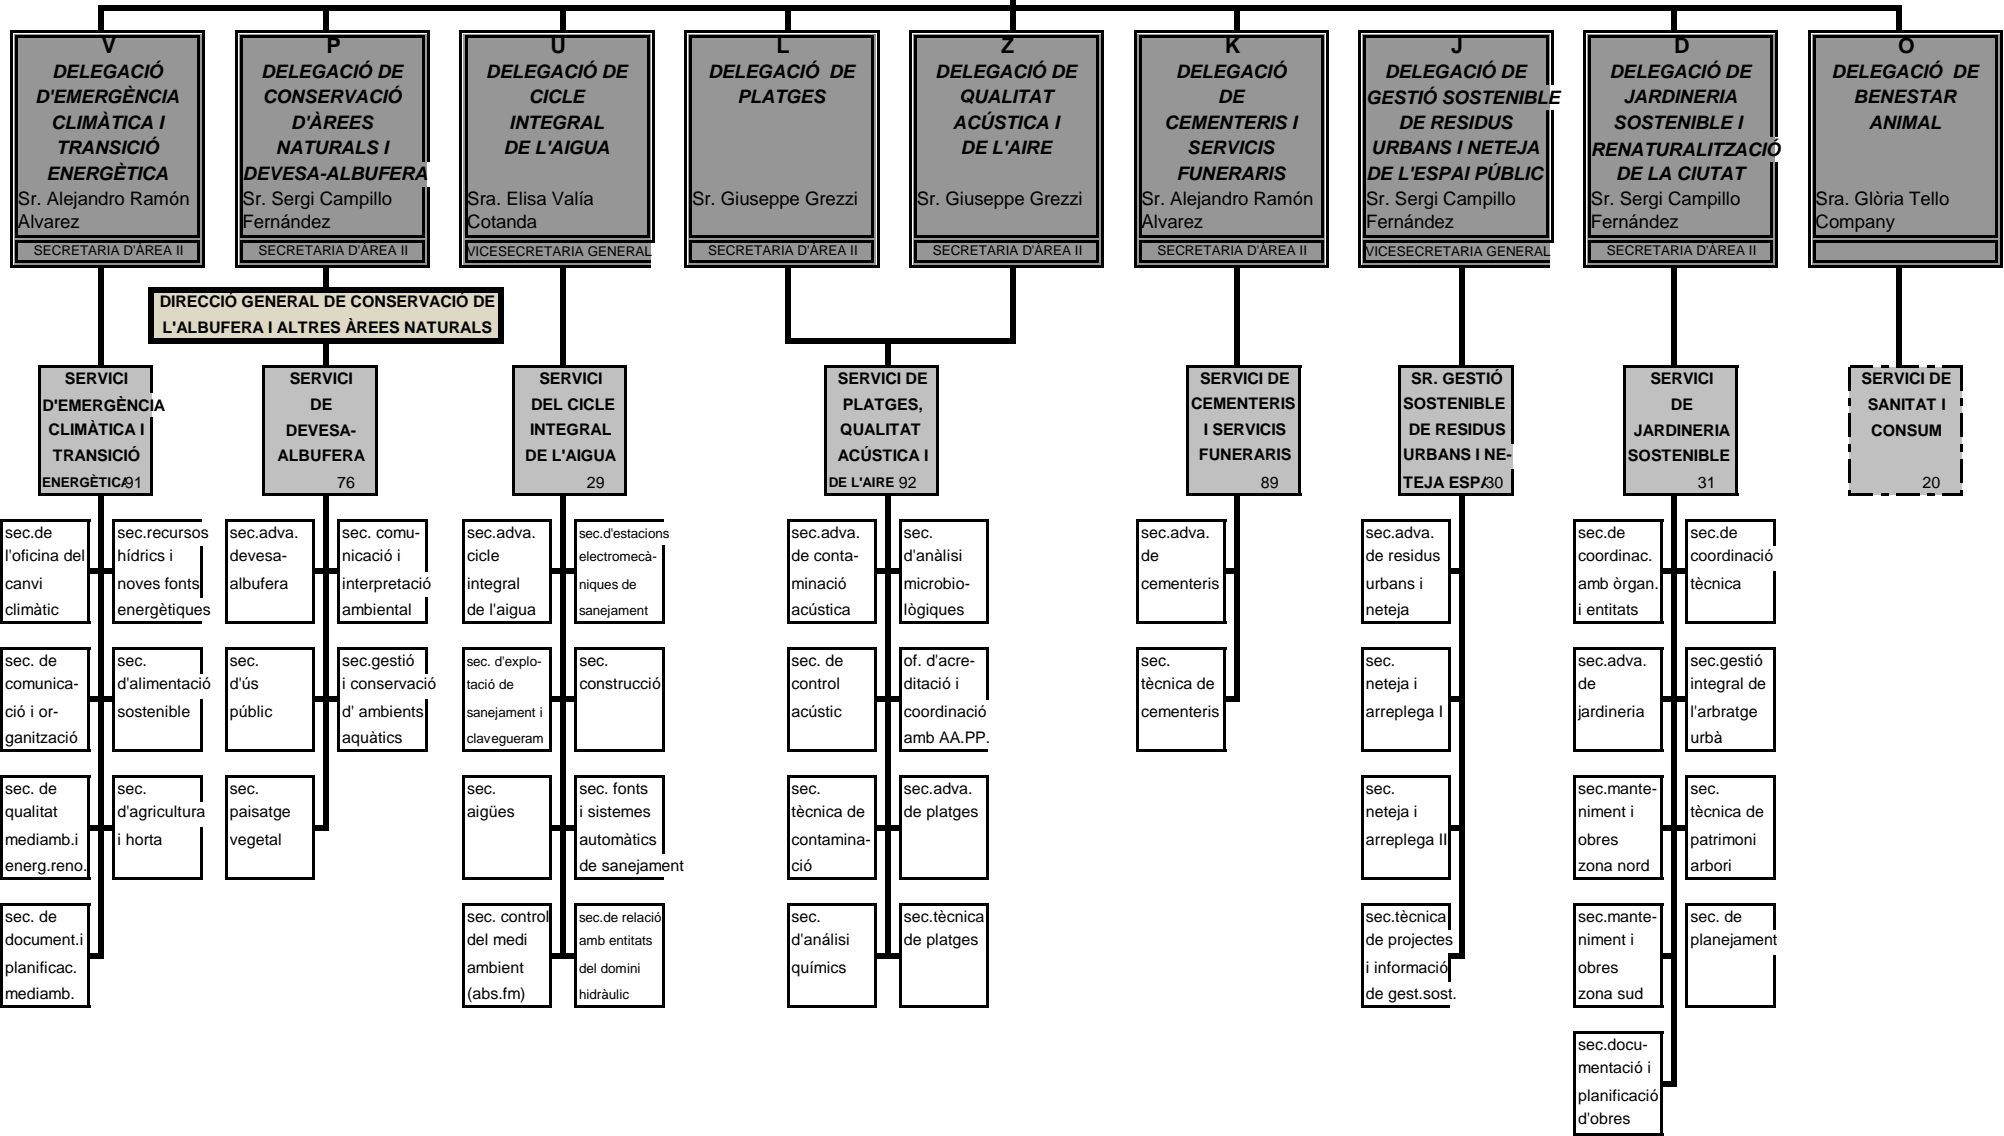 V
DELEGACIÓ
D'EMERGÈNCIA
CLIMÀTICA I
TRANSICIÓ
ENERGÈTICA
Sr. Alejandro Ramón
Alvarez
SECRETARIA D'ÀREA II
P
DELEGACIÓ DE
CONSERVACIÓ
D'ÀREES
NATURALS I
DEVESA-ALBUFERA
Sr. Sergi Campillo
Fernández
SECRETARIA D'ÀREA II
U
DELEGACIÓ DE
CICLE
INTEGRAL
DE L'AIGUA
Sra. Elisa Valía
Cotanda
VICESECRETARIA GENERAL
L
DELEGACIÓ DE
PLATGES
Sr. Giuseppe Grezzi
SECRETARIA D'ÀREA II
Z
DELEGACIÓ DE
QUALITAT
ACÚSTICA I
DE L'AIRE
Sr. Giuseppe Grezzi
SECRETARIA D'ÀREA II
K
DELEGACIÓ
DE
CEMENTERIS I
SERVICIS
FUNERARIS
Sr. Alejandro Ramón
Alvarez
SECRETARIA D'ÀREA II
J
DELEGACIÓ DE
GESTIÓ SOSTENIBLE
DE RESIDUS
URBANS I NETEJA
DE L'ESPAI PÚBLIC
Sr. Sergi Campillo
Fernández
VICESECRETARIA GENERAL
D
DELEGACIÓ DE
JARDINERIA
SOSTENIBLE I
RENATURALITZACIÓ
DE LA CIUTAT
Sr. Sergi Campillo
Fernández
SECRETARIA D'ÀREA II
O
DELEGACIÓ DE
BENESTAR
ANIMAL
Sra. Glòria Tello
Company
DIRECCIÓ GENERAL DE CONSERVACIÓ DE
L'ALBUFERA I ALTRES ÀREES NATURALS
SERVICI
D'EMERGÈNCIA
CLIMÀTICA I
TRANSICIÓ
ENERGÈTICA 91
SERVICI
DE
DEVESA-
ALBUFERA
76
SERVICI
DEL CICLE
INTEGRAL
DE L'AIGUA
29
SERVICI DE
PLATGES,
QUALITAT
ACÚSTICA I
DE L'AIRE 92
SERVICI DE
CEMENTERIS
I SERVICIS
FUNERARIS
89
SR. GESTIÓ
SOSTENIBLE
DE RESIDUS
URBANS I NE-
TEJA ESPA 30
SERVICI
DE
JARDINERIA
SOSTENIBLE
31
SERVICI DE
SANITAT I
CONSUM
20
sec.de
l'oficina del
canvi
climàtic
sec.recursos
hídrics i
noves fonts
energètiques
sec. de
comunica-
ció i or-
ganització
sec.
d'alimentació
sostenible
sec. de
qualitat
mediamb.i
energ.reno.
sec.
d'agricultura
i horta
sec. de
document.i
planificac.
mediamb.
sec.adva.
devesa-
albufera
sec. comu-
nicació i
interpretació
ambiental
sec.
d'ús
públic
sec.gestió
i conservació
d' ambients
aquàtics
sec.
paisatge
vegetal
sec.adva.
cicle
integral
de l'aigua
sec.d'estacions
electromecà-
niques de
sanejament
sec. d'explo-
tació de
sanejament i
clavegueram
sec.
construcció
sec.
aigües
sec. fonts
i sistemes
automàtics
de sanejament
sec. control
del medi
ambient
(abs.fm)
sec.de relació
amb entitats
del domini
hidràulic
sec.adva.
de conta-
minació
acústica
sec.
d'anàlisi
microbio-
lògiques
sec. de
control
acústic
of. d'acre-
ditació i
coordinació
amb AA.PP.
sec.
tècnica de
contamina-
ció
sec.adva.
de platges
sec.
d'análisi
químics
sec.tècnica
de platges
sec.adva.
de
cementeris
sec.
tècnica de
cementeris
sec.adva.
de residus
urbans i
neteja
sec.
neteja i
arreplega I
sec.
neteja i
arreplega II
sec.tècnica
de projectes
i informació
de gest.sost.
sec.de
coordinac.
amb òrgan.
i entitats
sec.de
coordinació
tècnica
sec.adva.
de
jardineria
sec.gestió
integral de
l'arbratge
urbà
sec.mante-
niment i
obres
zona nord
sec.
tècnica de
patrimoni
arbori
sec.mante-
niment i
obres
zona sud
sec. de
planejament
sec.docu-
mentació i
planificació
d'obres